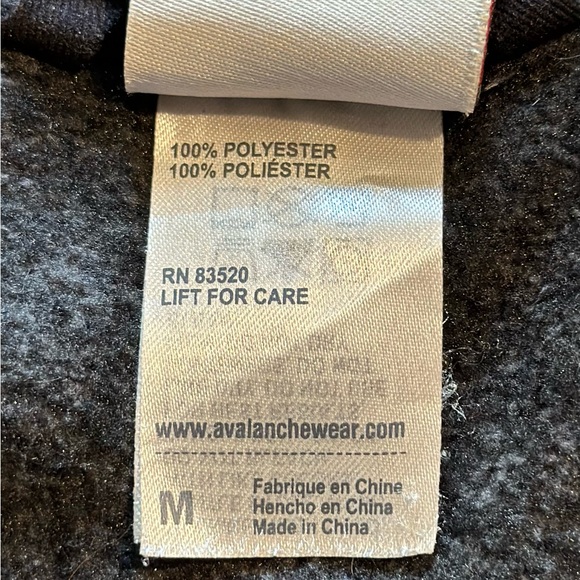 100% POLYESTER
100% POLIÉSTER
RN 83520
LIFT FOR CARE
www.avalanchewear.com
M
Fabrique en Chine
Hencho en China
Made in China